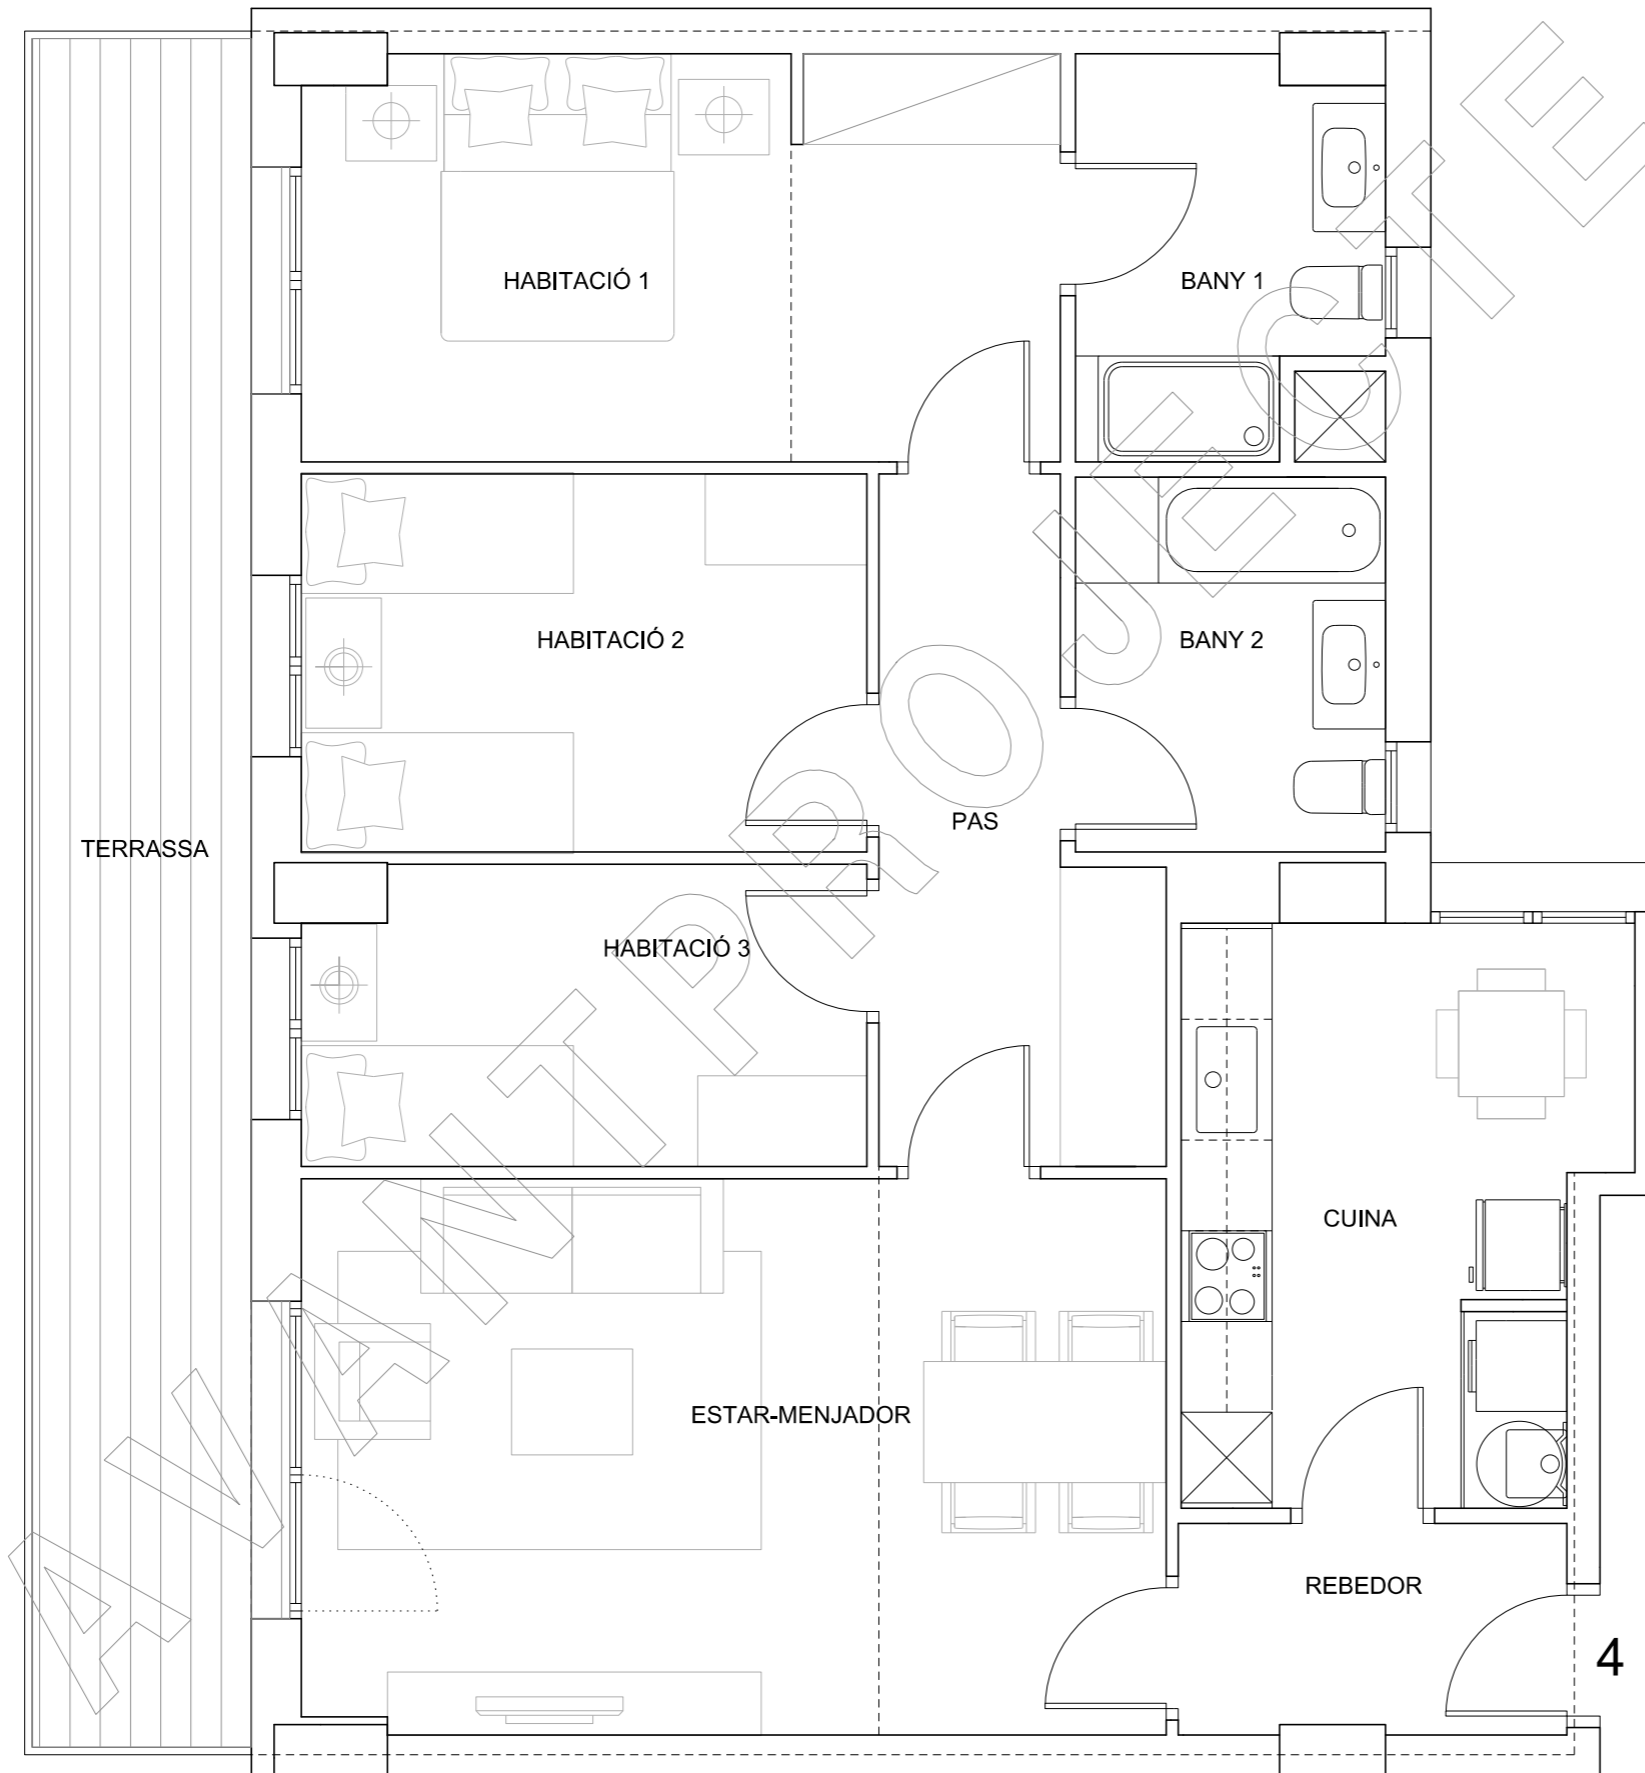 HABITACIÓ 1
BANY 1
HABITACIÓ 2
BANY 2
PAS
TERRASSA
HABITACIÓ 3
CUINA
ESTAR-MENJADOR
REBEDOR
4
AVANTPROJECTE